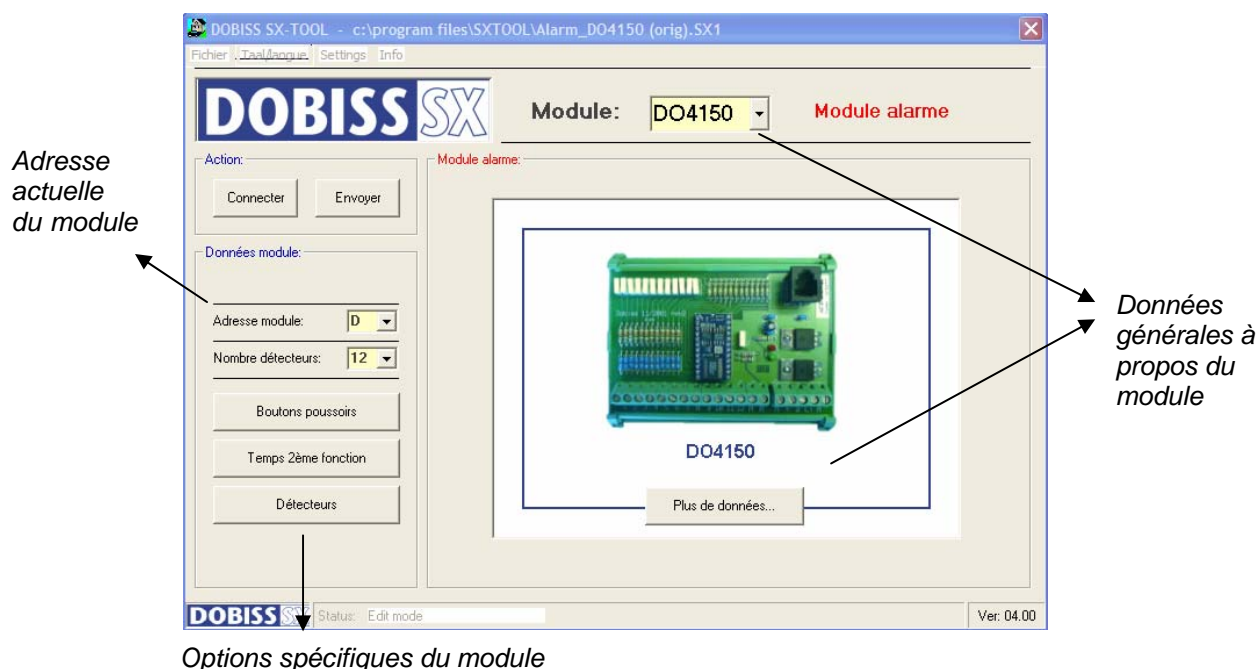 DOBISS SX-TOOL - c:\program files\SXTOOL\Alarm_DO4150 (orig).SX1
Fichier Taal/langue Settings Info
DOBISS SX
Module: DO4150 Module alarme
Adresse
actuelle
du module
Action:
Connecter Envoyer
Données module:
Adresse module: D
Nombre détecteurs: 12
Boutons poussoirs
Temps 2ème fonction
Détecteurs
Module alarme:
DO4150
Plus de données...
Données
générales à
propos du
module
DOBISS SX Status: Edit mode Ver: 04.00
Options spécifiques du module